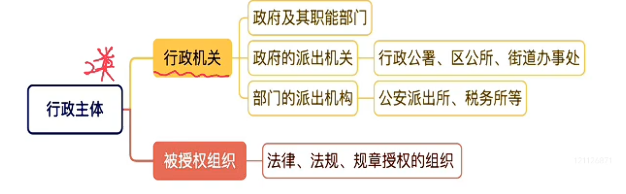 政府及其职能部门
2类
行政机关
政府的派出机关
行政公署、区公所、街道办事处
部门的派出机构
公安派出所、税务所等
行政主体
被授权组织
法律、法规、规章授权的组织